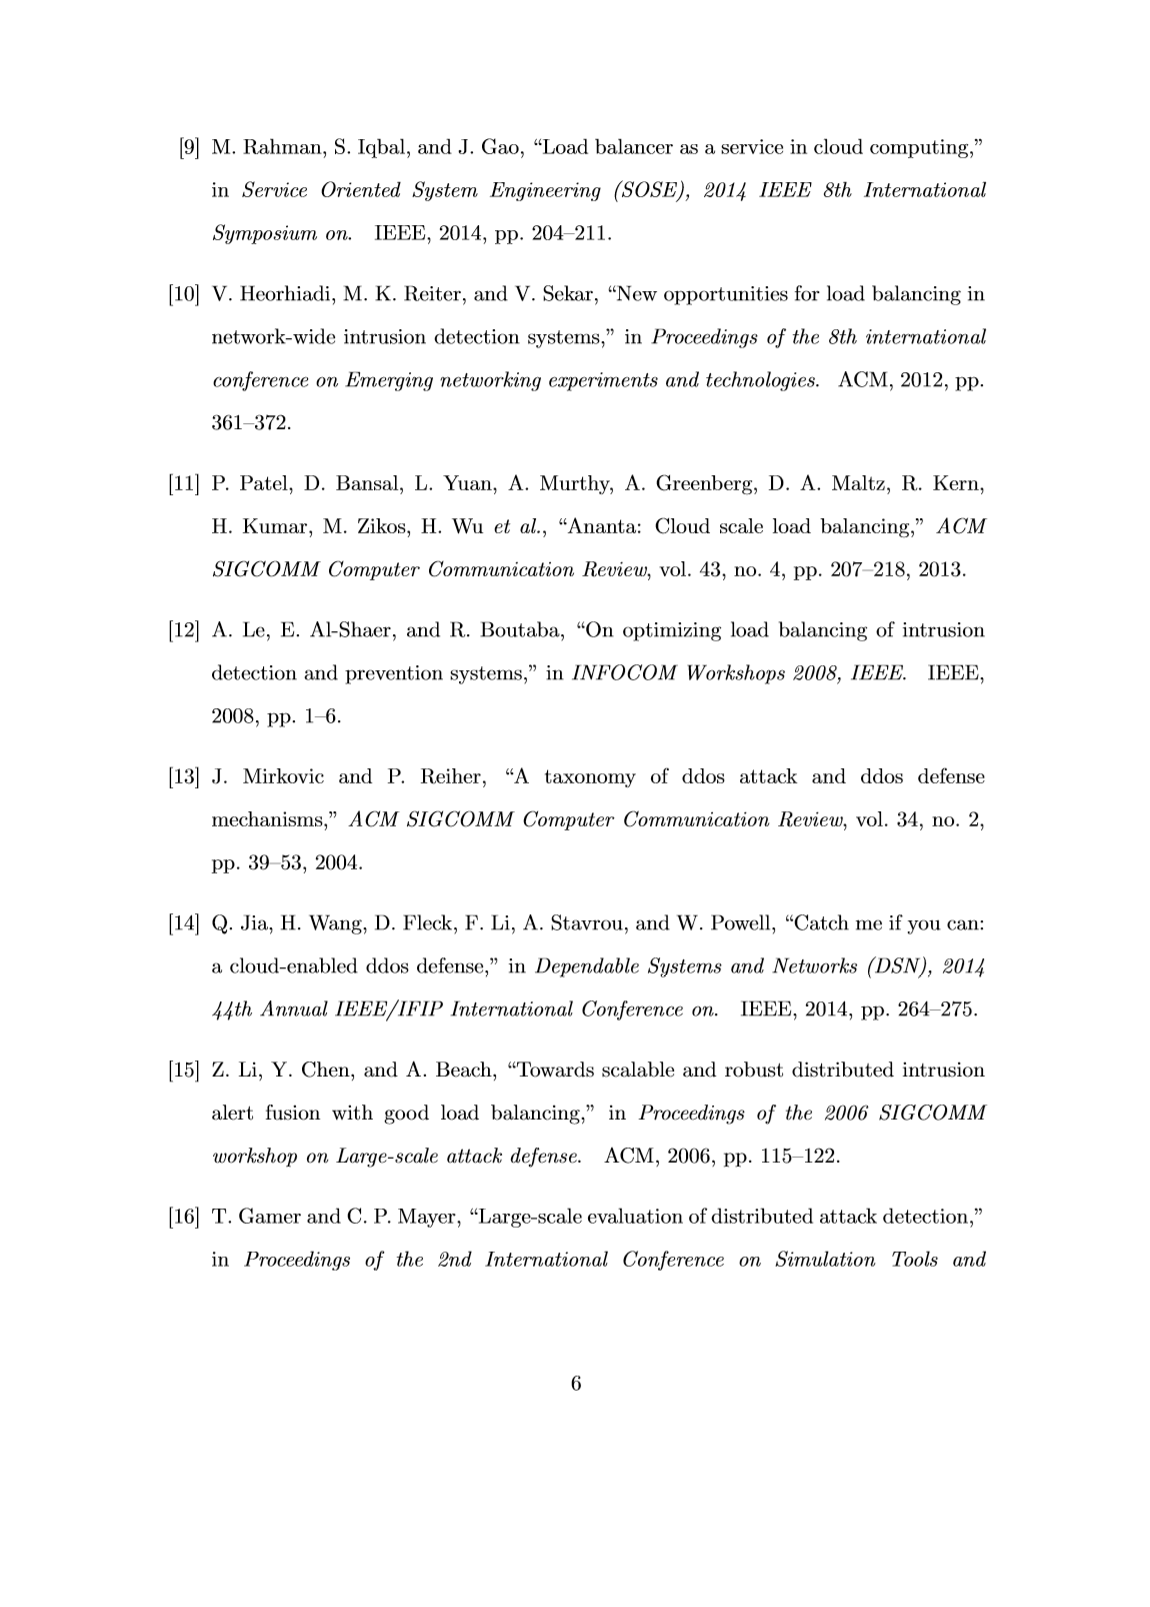 [9] M. Rahman, S. Iqbal, and J. Gao, “Load balancer as a service in cloud computing,”
in Service Oriented System Engineering (SOSE), 2014 IEEE 8th International
Symposium on. IEEE, 2014, pp. 204–211.
[10] V. Heorhiadi, M. K. Reiter, and V. Sekar, “New opportunities for load balancing in
network-wide intrusion detection systems,” in Proceedings of the 8th international
conference on Emerging networking experiments and technologies. ACM, 2012, pp.
361–372.
[11] P. Patel, D. Bansal, L. Yuan, A. Murthy, A. Greenberg, D. A. Maltz, R. Kern,
H. Kumar, M. Zikos, H. Wu et al., “Ananta: Cloud scale load balancing,” ACM
SIGCOMM Computer Communication Review, vol. 43, no. 4, pp. 207–218, 2013.
[12] A. Le, E. Al-Shaer, and R. Boutaba, “On optimizing load balancing of intrusion
detection and prevention systems,” in INFOCOM Workshops 2008, IEEE. IEEE,
2008, pp. 1–6.
[13] J. Mirkovic and P. Reiher, “A taxonomy of ddos attack and ddos defense
mechanisms,” ACM SIGCOMM Computer Communication Review, vol. 34, no. 2,
pp. 39–53, 2004.
[14] Q. Jia, H. Wang, D. Fleck, F. Li, A. Stavrou, and W. Powell, “Catch me if you can:
a cloud-enabled ddos defense,” in Dependable Systems and Networks (DSN), 2014
44th Annual IEEE/IFIP International Conference on. IEEE, 2014, pp. 264–275.
[15] Z. Li, Y. Chen, and A. Beach, “Towards scalable and robust distributed intrusion
alert fusion with good load balancing,” in Proceedings of the 2006 SIGCOMM
workshop on Large-scale attack defense. ACM, 2006, pp. 115–122.
[16] T. Gamer and C. P. Mayer, “Large-scale evaluation of distributed attack detection,”
in Proceedings of the 2nd International Conference on Simulation Tools and
6